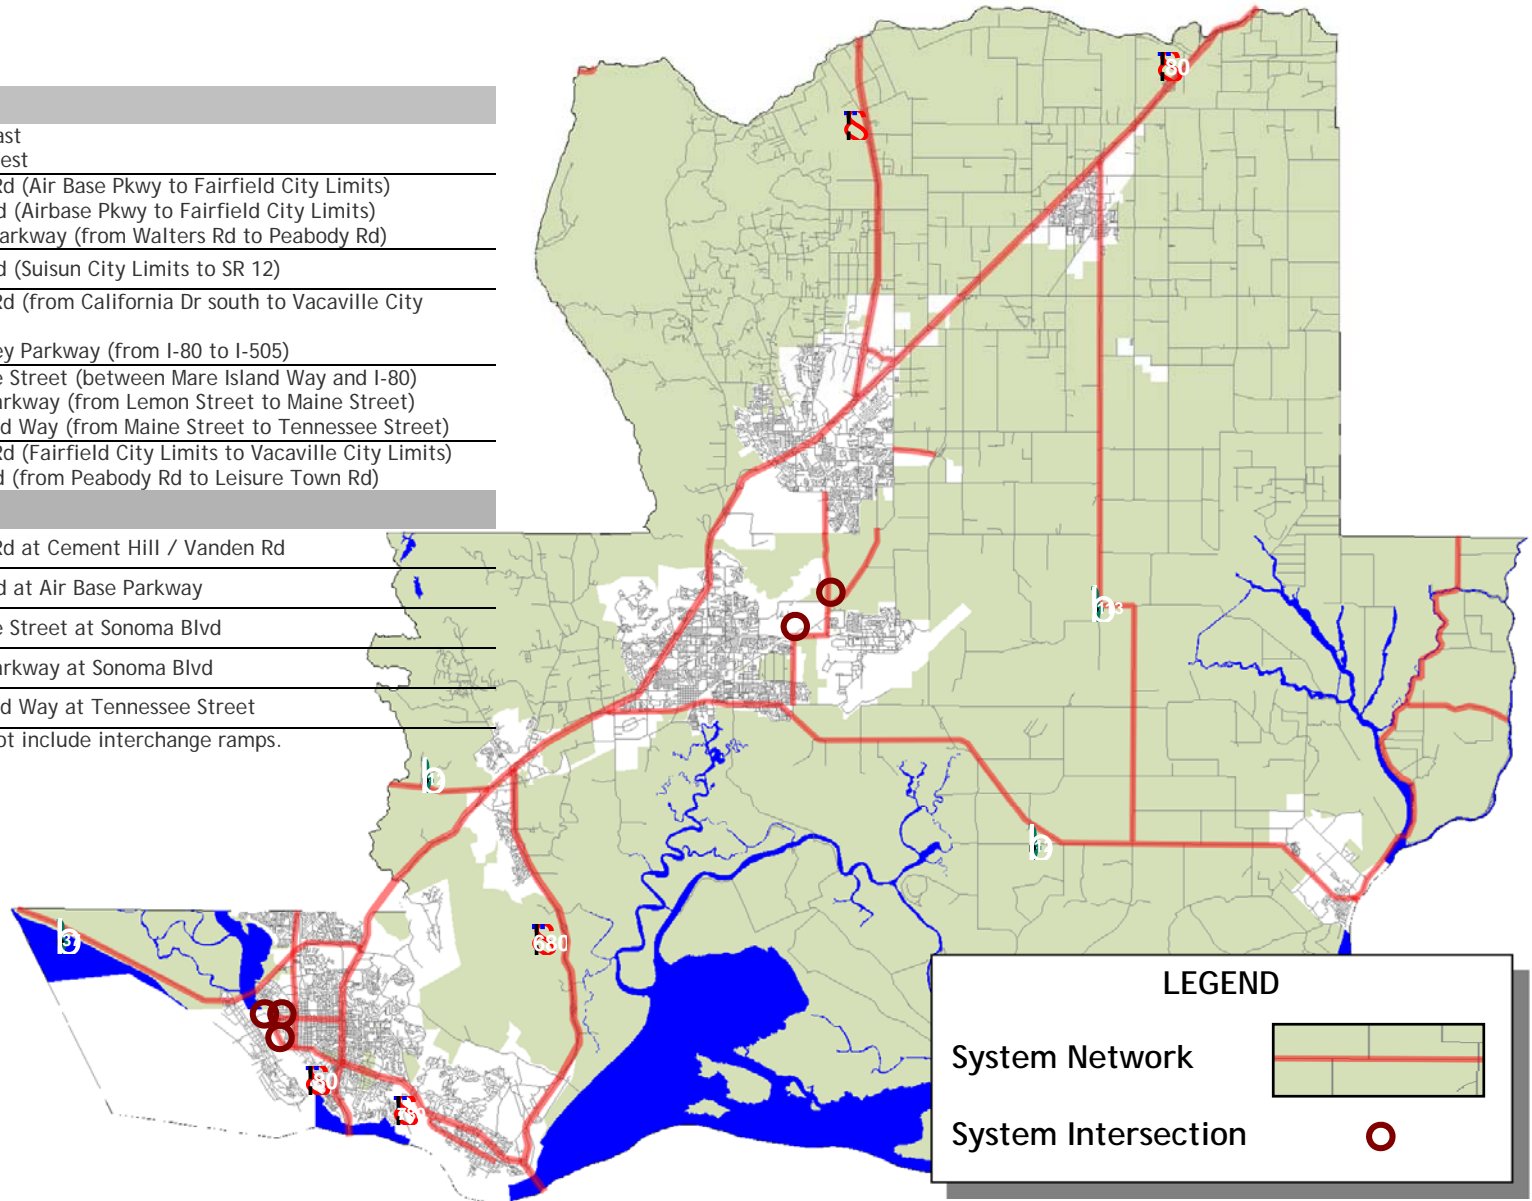 ast
est
Rd (Air Base Pkwy to Fairfield City Limits)
d (Airbase Pkwy to Fairfield City Limits)
arkway (from Walters Rd to Peabody Rd)
d (Suisun City Limits to SR 12)
Rd (from California Dr south to Vacaville City
ey Parkway (from I-80 to I-505)
e Street (between Mare Island Way and I-80)
arkway (from Lemon Street to Maine Street)
d Way (from Maine Street to Tennessee Street)
Rd (Fairfield City Limits to Vacaville City Limits)
d (from Peabody Rd to Leisure Town Rd)
Rd at Cement Hill / Vanden Rd
d at Air Base Parkway
e Street at Sonoma Blvd
arkway at Sonoma Blvd
d Way at Tennessee Street
ot include interchange ramps.
80
b
113
b
b
b
37
680
80
LEGEND
System Network
System Intersection